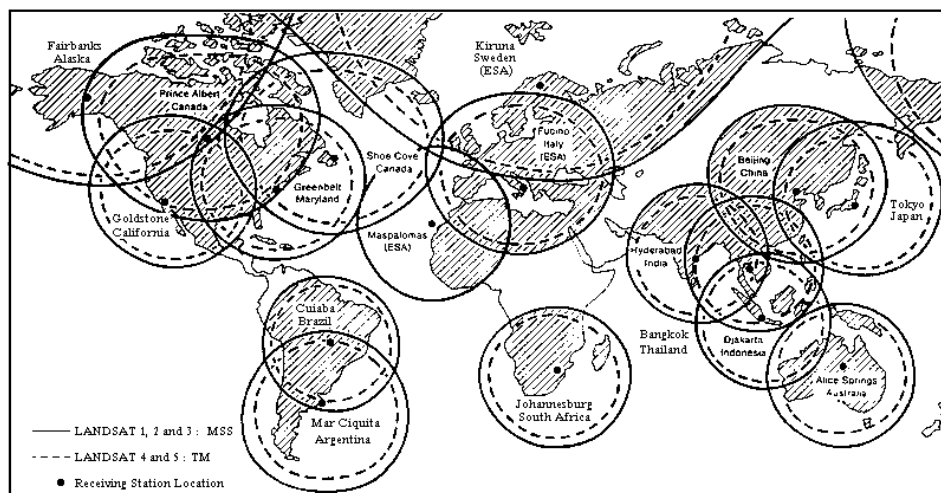 Fairbanks
Alaska
Prince Albert
Canada
Kiruna
Sweden
(ESA)
Fucino
Italy
(ESA)
Shoe Cove
Canada
Greenbelt
Maryland
Goldstone
California
Maspalomas
(ESA)
Beijing
China
Tokyo
Japan
Hyderabad
India
Bangkok
Thailand
Djakarta
Indonesia
Cuiaba
Brazil
Mar Ciquita
Argentina
Johannesburg
South Africa
Alice Springs
Australia
LANDSAT 1, 2 and 3 : MSS
LANDSAT 4 and 5 : TM
Receiving Station Location